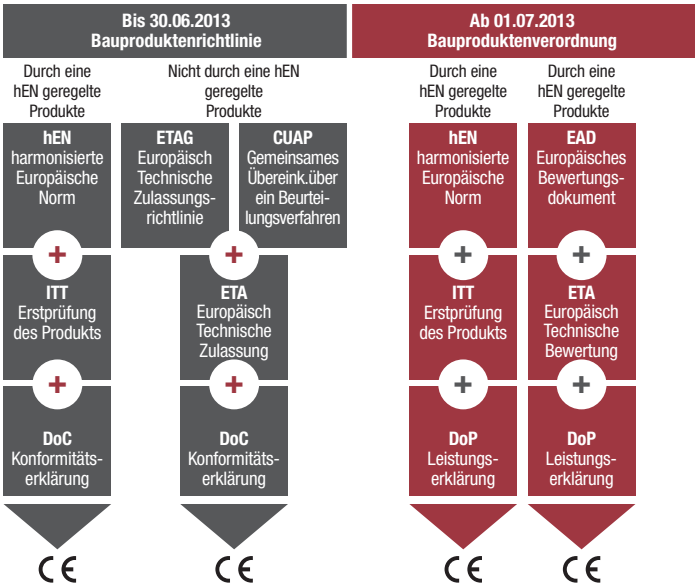 Bis 30.06.2013
Bauproduktenrichtlinie
Ab 01.07.2013
Bauproduktenverordnung
Durch eine
hEN geregelte
Produkte
Nicht durch eine hEN
geregelte
Produkte
Durch eine
hEN geregelte
Produkte
Durch eine
hEN geregelte
Produkte
hEN
harmonisierte
Europäische
Norm
ETAG
Europäisch
Technische
Zulassungs-
richtlinie
CUAP
Gemeinsames
Übereink.über
ein Beurtei-
lungsverfahren
hEN
harmonisierte
Europäische
Norm
EAD
Europäisches
Bewertungs-
dokument
+
+
+
+
ITT
Erstprüfung
des Produkts
ETA
Europäisch
Technische
Zulassung
ITT
Erstprüfung
des Produkts
ETA
Europäisch
Technische
Bewertung
+
+
+
+
DoC
Konformitäts-
erklärung
DoC
Konformitäts-
erklärung
DoP
Leistungs-
erklärung
DoP
Leistungs-
erklärung
CE
CE
CE
CE